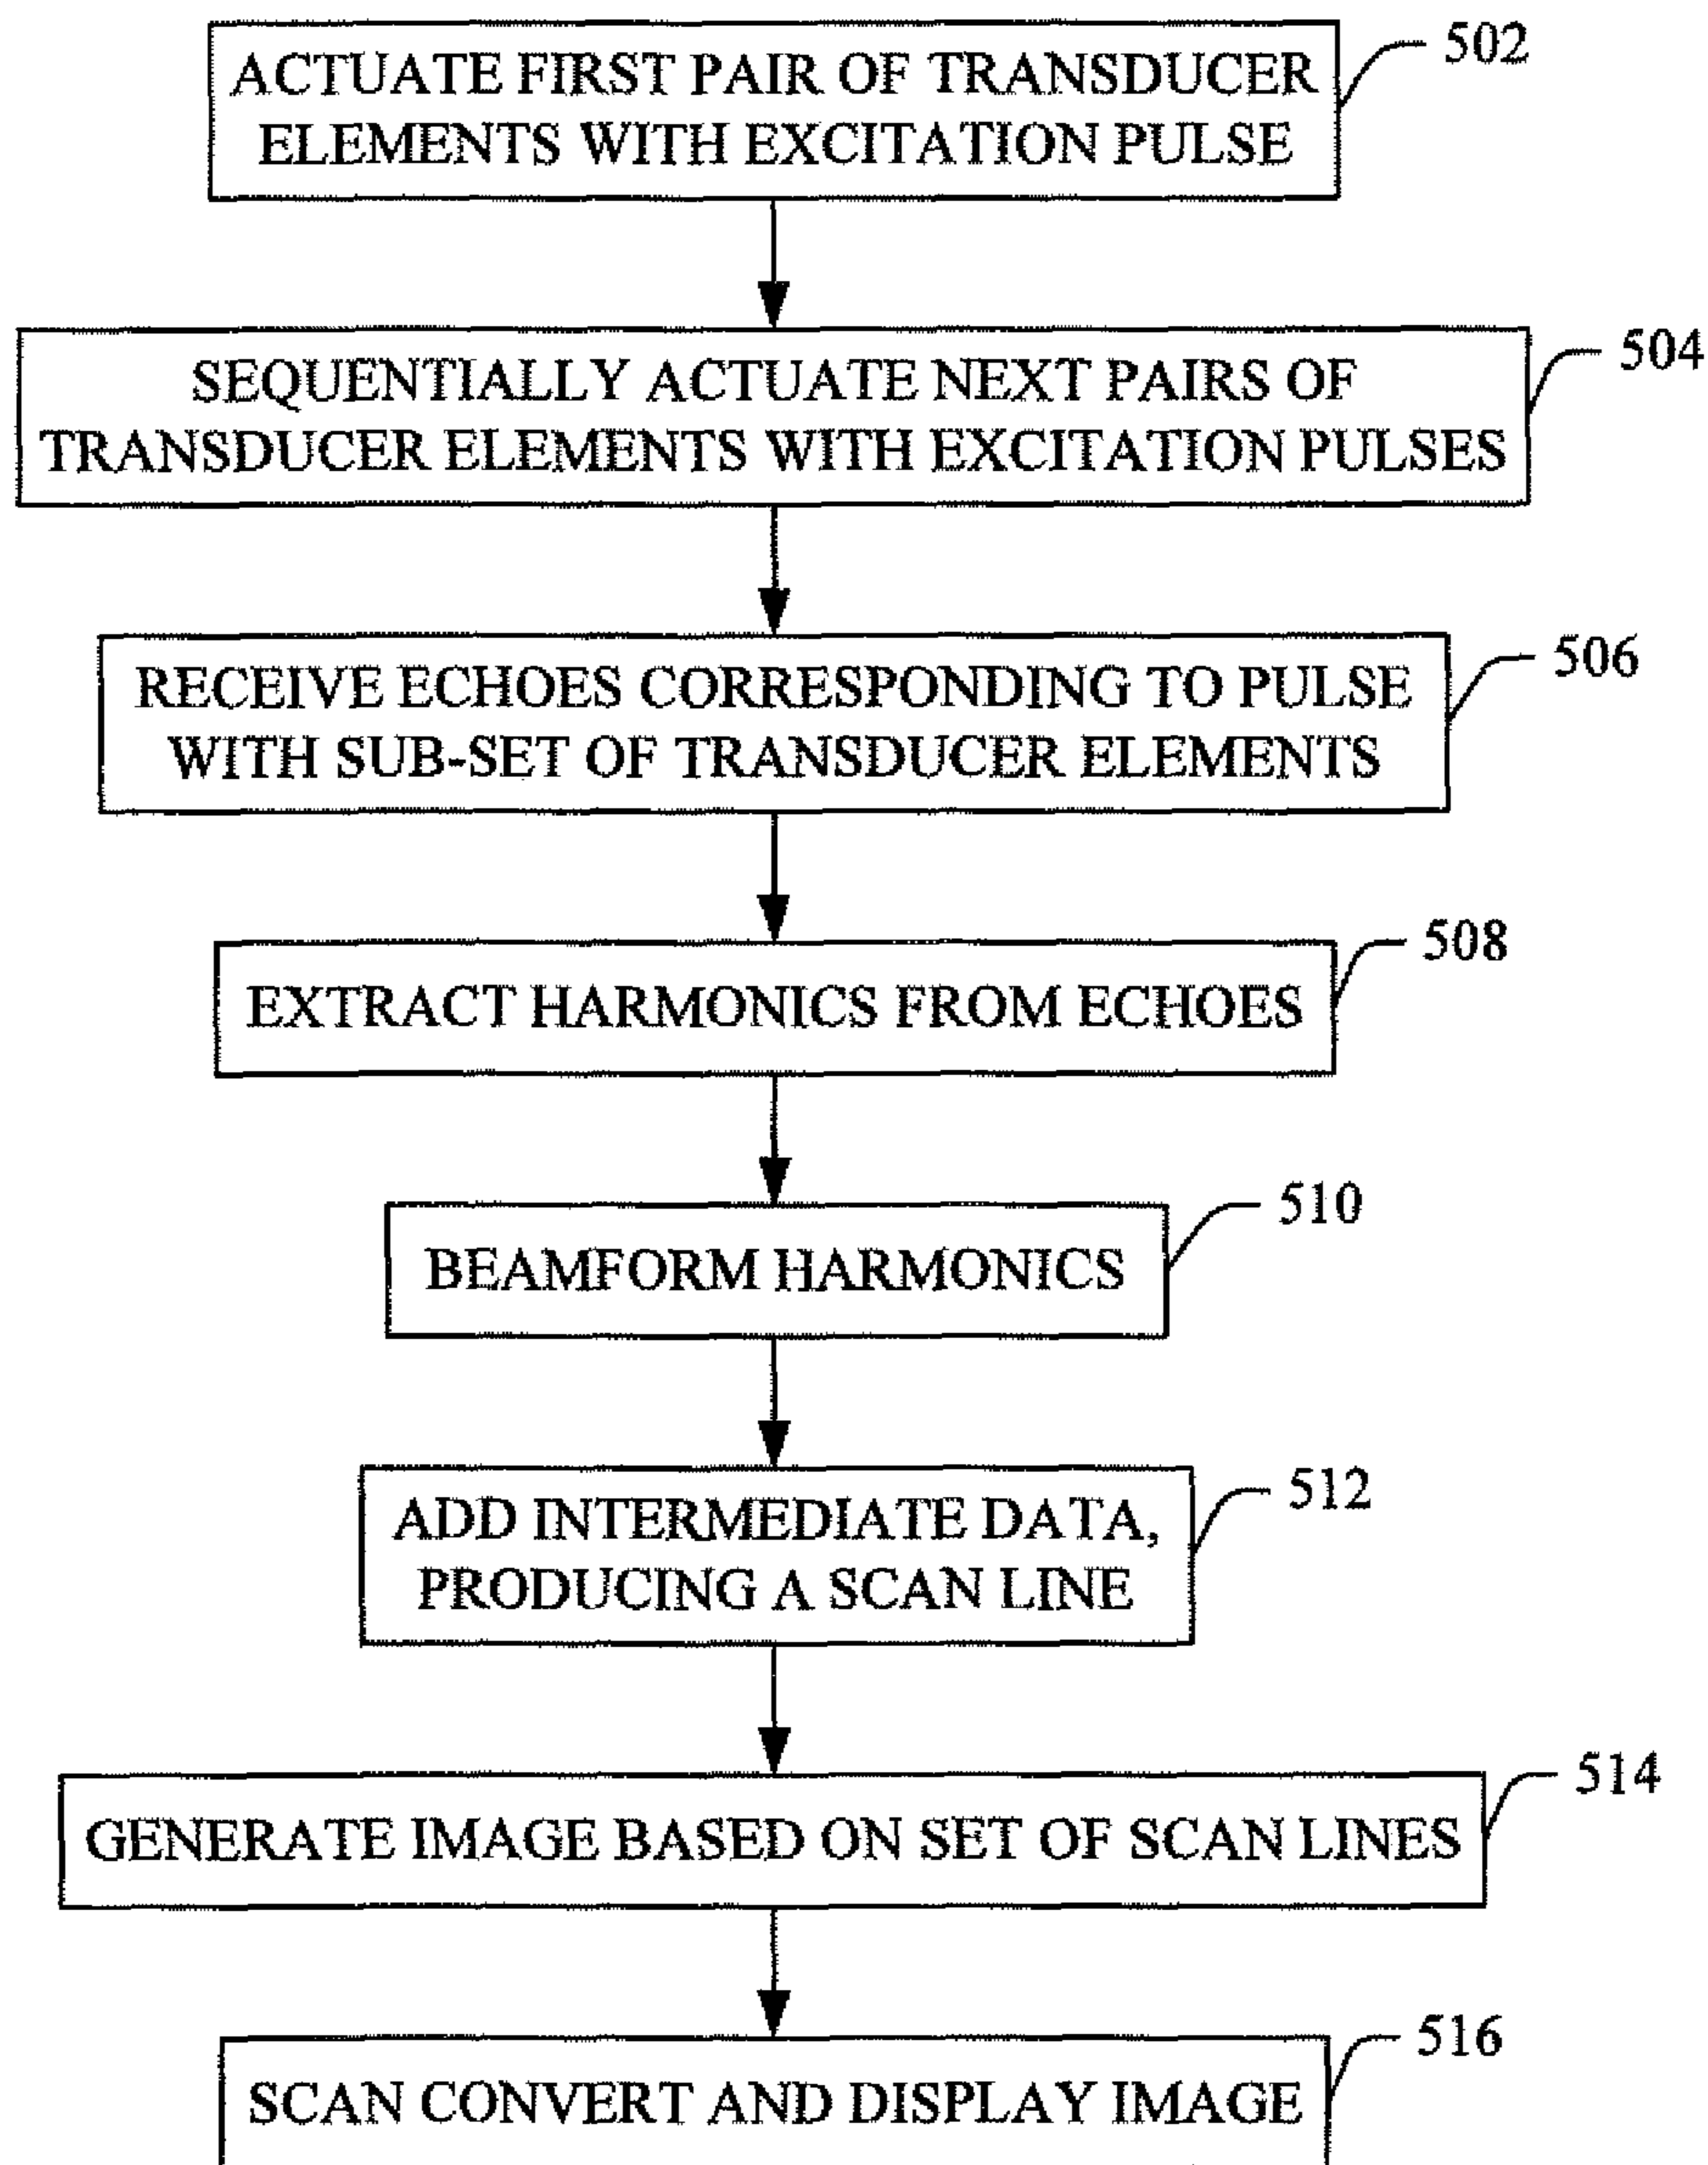 ACTUATE FIRST PAIR OF TRANSDUCER
ELEMENTS WITH EXCITATION PULSE
502
SEQUENTIALLY ACTUATE NEXT PAIRS OF
TRANSDUCER ELEMENTS WITH EXCITATION PULSES
504
RECEIVE ECHOES CORRESPONDING TO PULSE
WITH SUB-SET OF TRANSDUCER ELEMENTS
506
EXTRACT HARMONICS FROM ECHOES
508
BEAMFORM HARMONICS
510
ADD INTERMEDIATE DATA,
PRODUCING A SCAN LINE
512
GENERATE IMAGE BASED ON SET OF SCAN LINES
514
SCAN CONVERT AND DISPLAY IMAGE
516